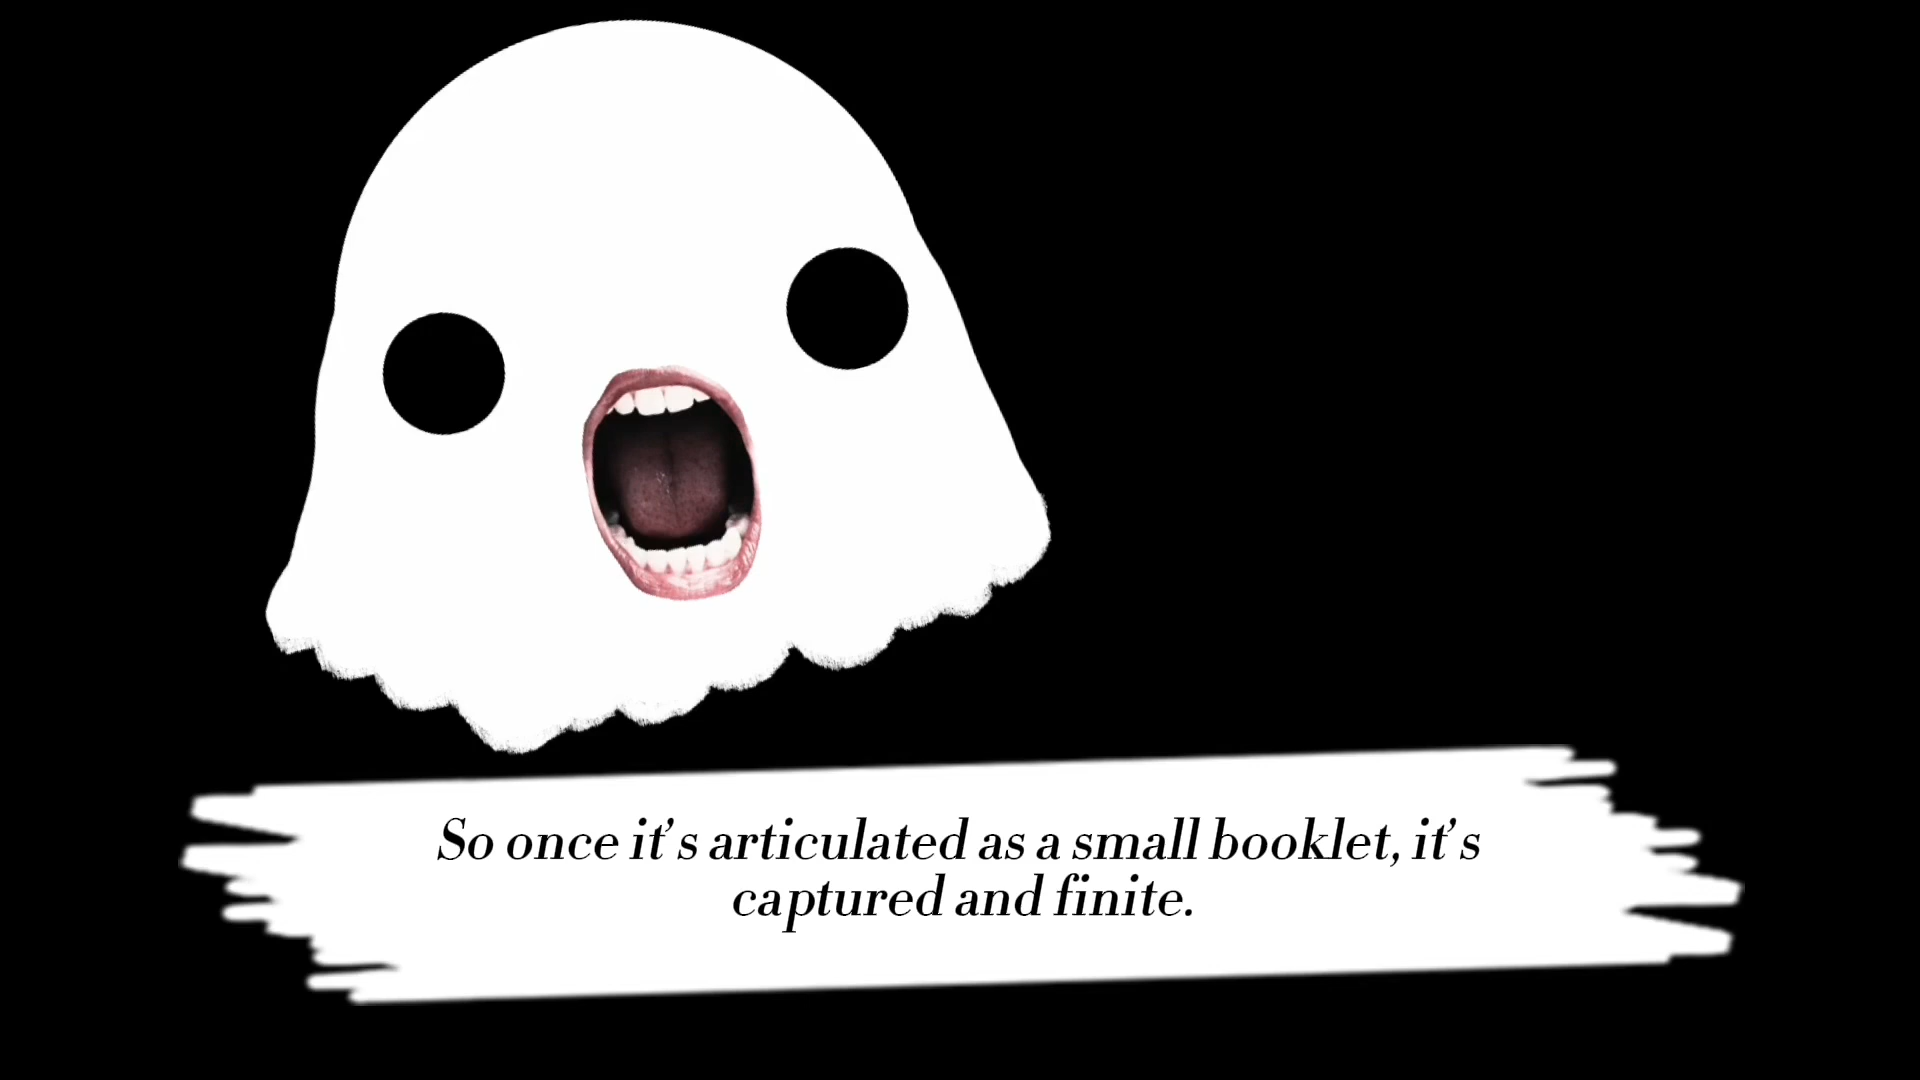 So once it’s articulated as a small booklet, it’s
captured and finite.